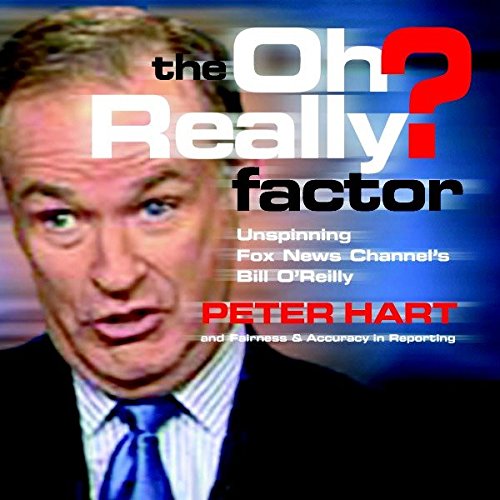 the Oh
Really?
factor
Unspinning
Fox News Channel's
Bill O'Reilly
PETER HART
and Fairness & Accuracy in Reporting